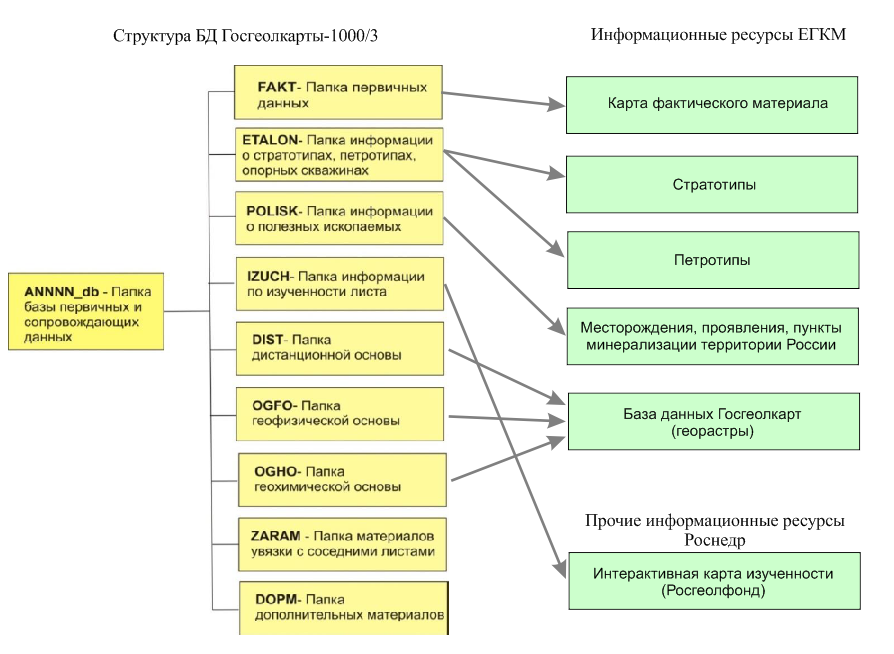 Структура БД Госгеолкарты-1000/3
Информационные ресурсы ЕГКМ
ANNNN_db - Папка
базы первичных и
сопровождающих
данных
FAKT- Папка первичных
данных
ETALON- Папка информации
о стратотипах, петротипах,
опорных скважинах
POLISK- Папка информации
о полезных ископаемых
IZUCH- Папка информации
по изученности листа
DIST- Папка
дистанционной основы
OGFO- Папка
геофизической основы
OGHO- Папка
геохимической основы
ZARAM - Папка материалов
увязки с соседними листами
DOPM- Папка
дополнительных материалов
Карта фактического материала
Стратотипы
Петротипы
Месторождения, проявления, пункты
минерализации территории России
База данных Госгеолкарт
(георастры)
Прочие информационные ресурсы
Роснедр
Интерактивная карта изученности
(Росгеолфонд)